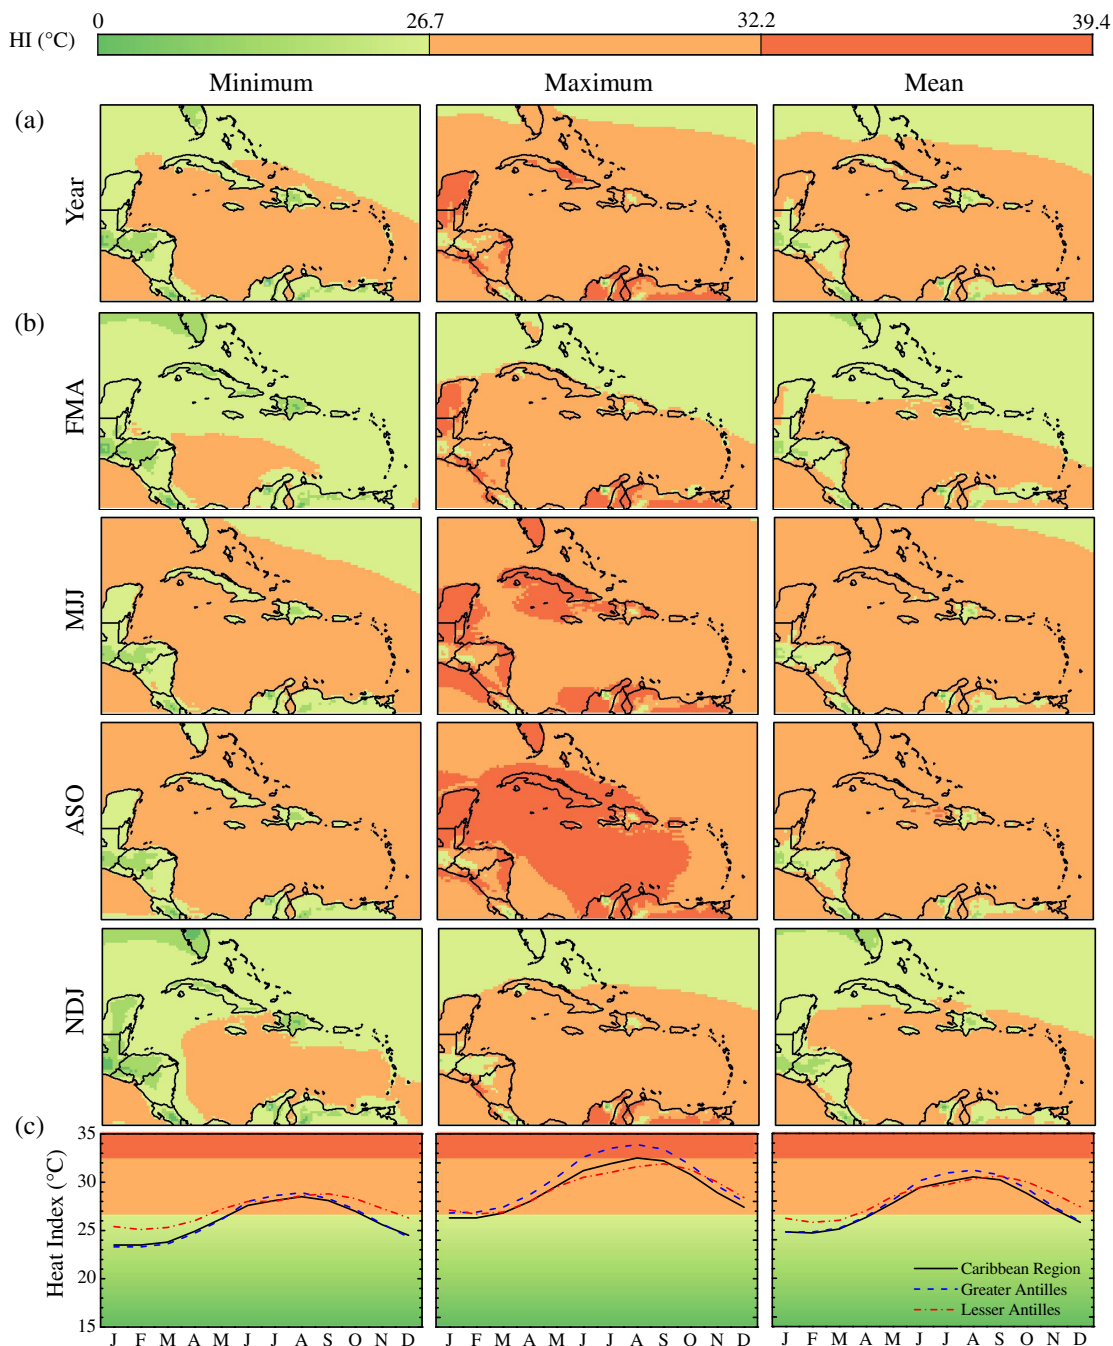 0 26.7 32.2 39.4
HI (°C)
Minimum Maximum Mean
(a)
Year
(b)
FMA
MJJ
ASO
NDJ
(c)
Heat Index (°C)
35
30
25
20
15
Caribbean Region
Greater Antilles
Lesser Antilles
J F M A M J J A S O N D J F M A M J J A S O N D J F M A M J J A S O N D